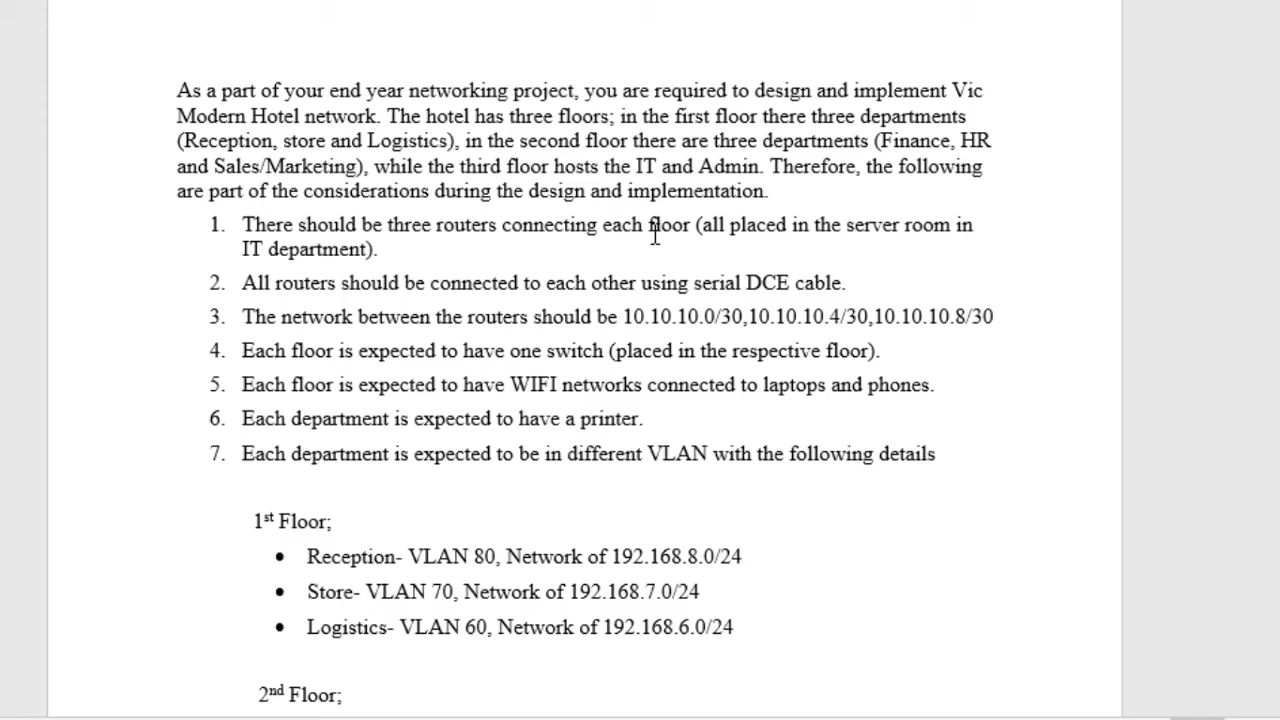 As a part of your end year networking project, you are required to design and implement Vic
Modern Hotel network. The hotel has three floors; in the first floor there three departments
(Reception, store and Logistics), in the second floor there are three departments (Finance, HR
and Sales/Marketing), while the third floor hosts the IT and Admin. Therefore, the following
are part of the considerations during the design and implementation.
1. There should be three routers connecting each floor (all placed in the server room in
IT department).
2. All routers should be connected to each other using serial DCE cable.
3. The network between the routers should be 10.10.10.0/30,10.10.10.4/30,10.10.10.8/30
4. Each floor is expected to have one switch (placed in the respective floor).
5. Each floor is expected to have WIFI networks connected to laptops and phones.
6. Each department is expected to have a printer.
7. Each department is expected to be in different VLAN with the following details
1st Floor;
• Reception- VLAN 80, Network of 192.168.8.0/24
• Store- VLAN 70, Network of 192.168.7.0/24
• Logistics- VLAN 60, Network of 192.168.6.0/24
2nd Floor;